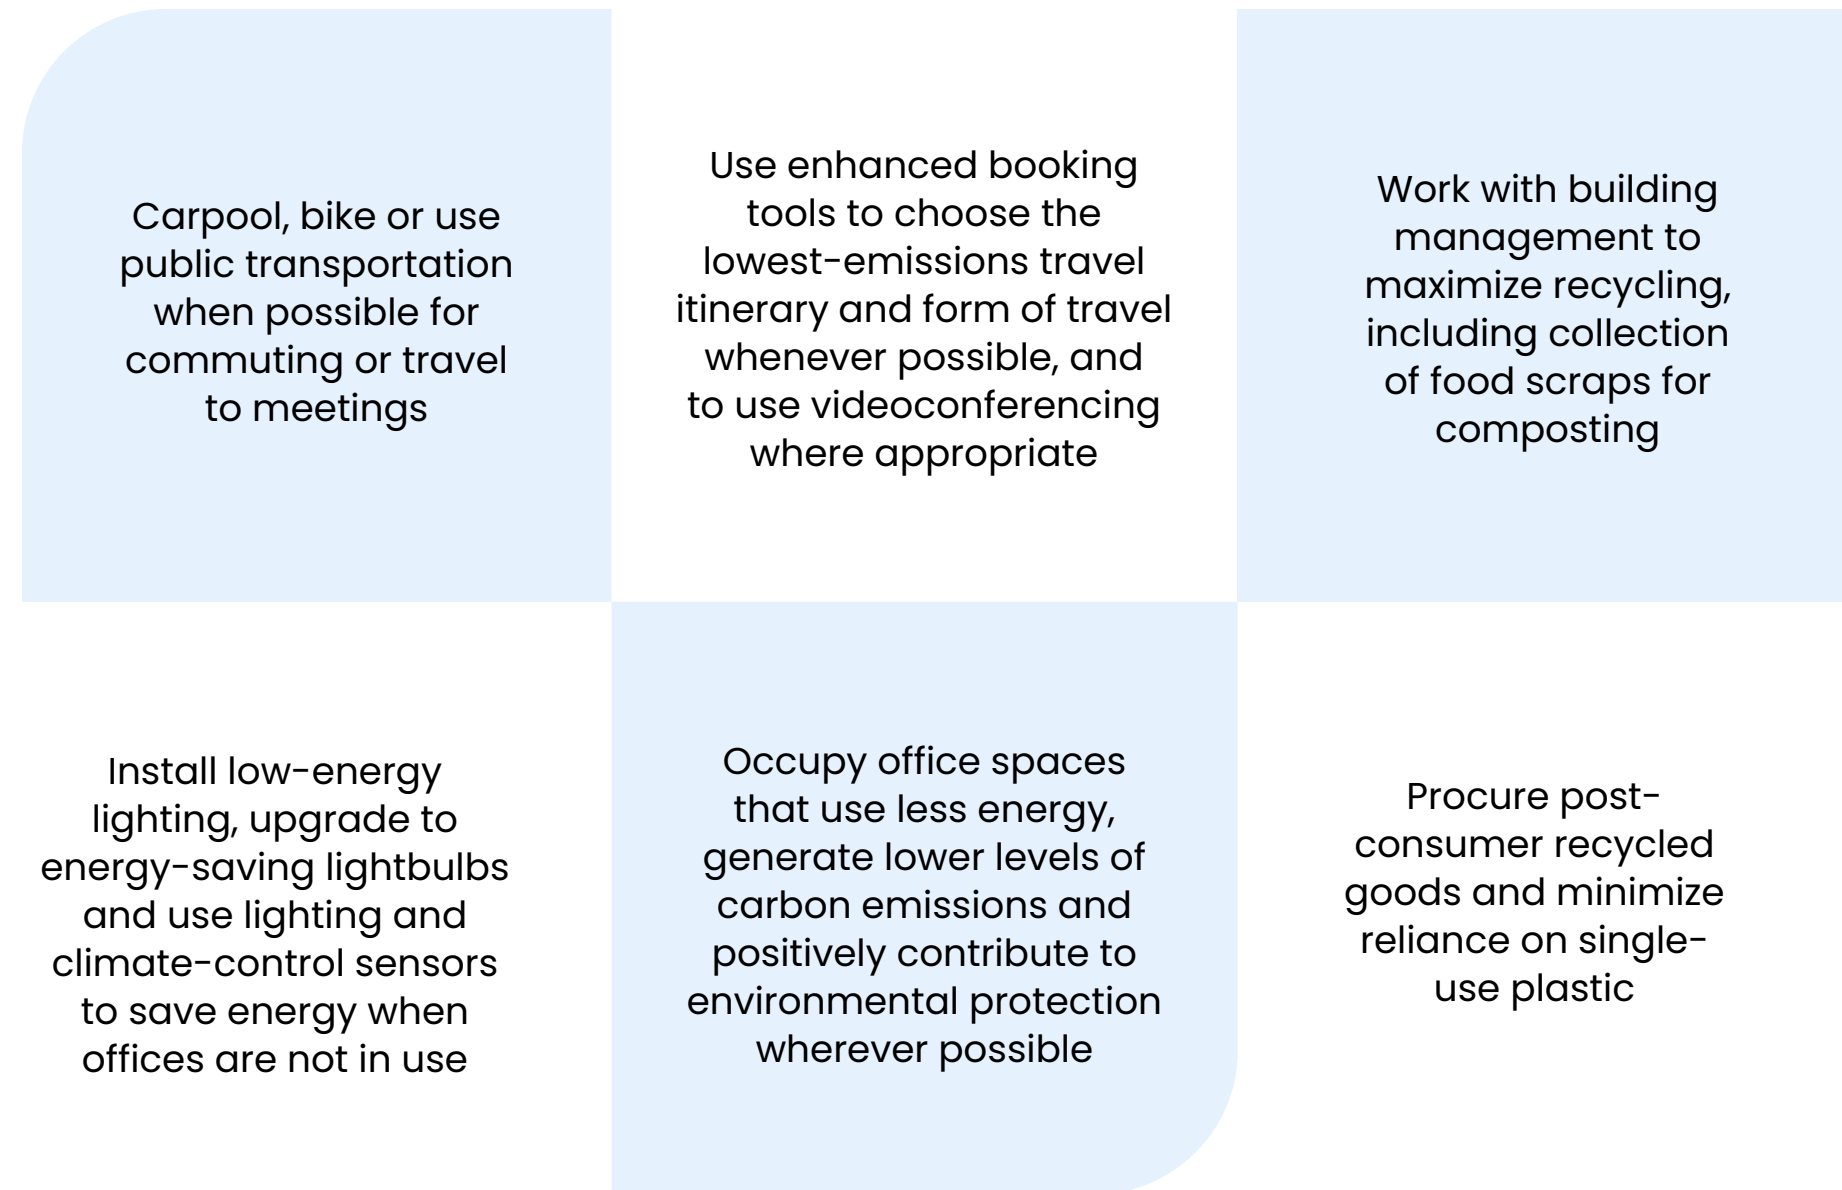 Carpool, bike or use
public transportation
when possible for
commuting or travel
to meetings
Use enhanced booking
tools to choose the
lowest-emissions travel
itinerary and form of travel
whenever possible, and
to use videoconferencing
where appropriate
Work with building
management to
maximize recycling,
including collection
of food scraps for
composting
Install low-energy
lighting, upgrade to
energy-saving lightbulbs
and use lighting and
climate-control sensors
to save energy when
offices are not in use
Occupy office spaces
that use less energy,
generate lower levels of
carbon emissions and
positively contribute to
environmental protection
wherever possible
Procure post-
consumer recycled
goods and minimize
reliance on single-
use plastic